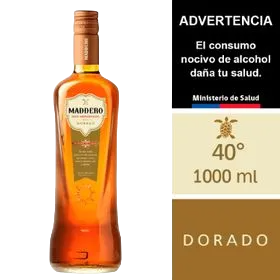 ADVERTENCIA
El consumo
nocivo de alcohol
daña tu salud.
Ministerio de Salud
MADDERO
DORADO
40°
1000 ml
DORADO